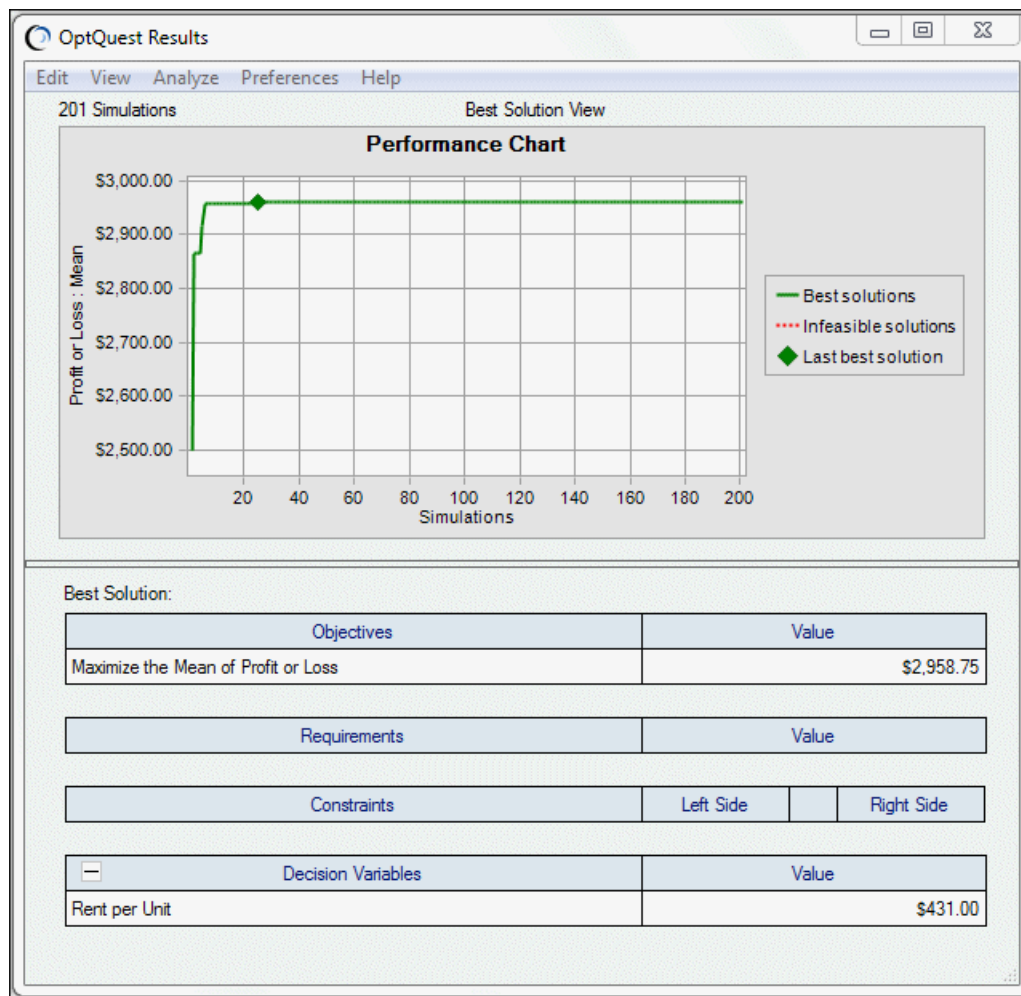 OptQuest Results
Edit View Analyze Preferences Help
201 Simulations Best Solution View
Performance Chart
$3,000.00
$2,900.00
$2,800.00
$2,700.00
$2,600.00
$2,500.00
Profit or Loss : Mean
20 40 60 80 100 120 140 160 180 200
Simulations
Best solutions
Infeasible solutions
Last best solution
Best Solution:
Objectives Value
Maximize the Mean of Profit or Loss $2,958.75
Requirements Value
Constraints Left Side Right Side
Decision Variables Value
Rent per Unit $431.00